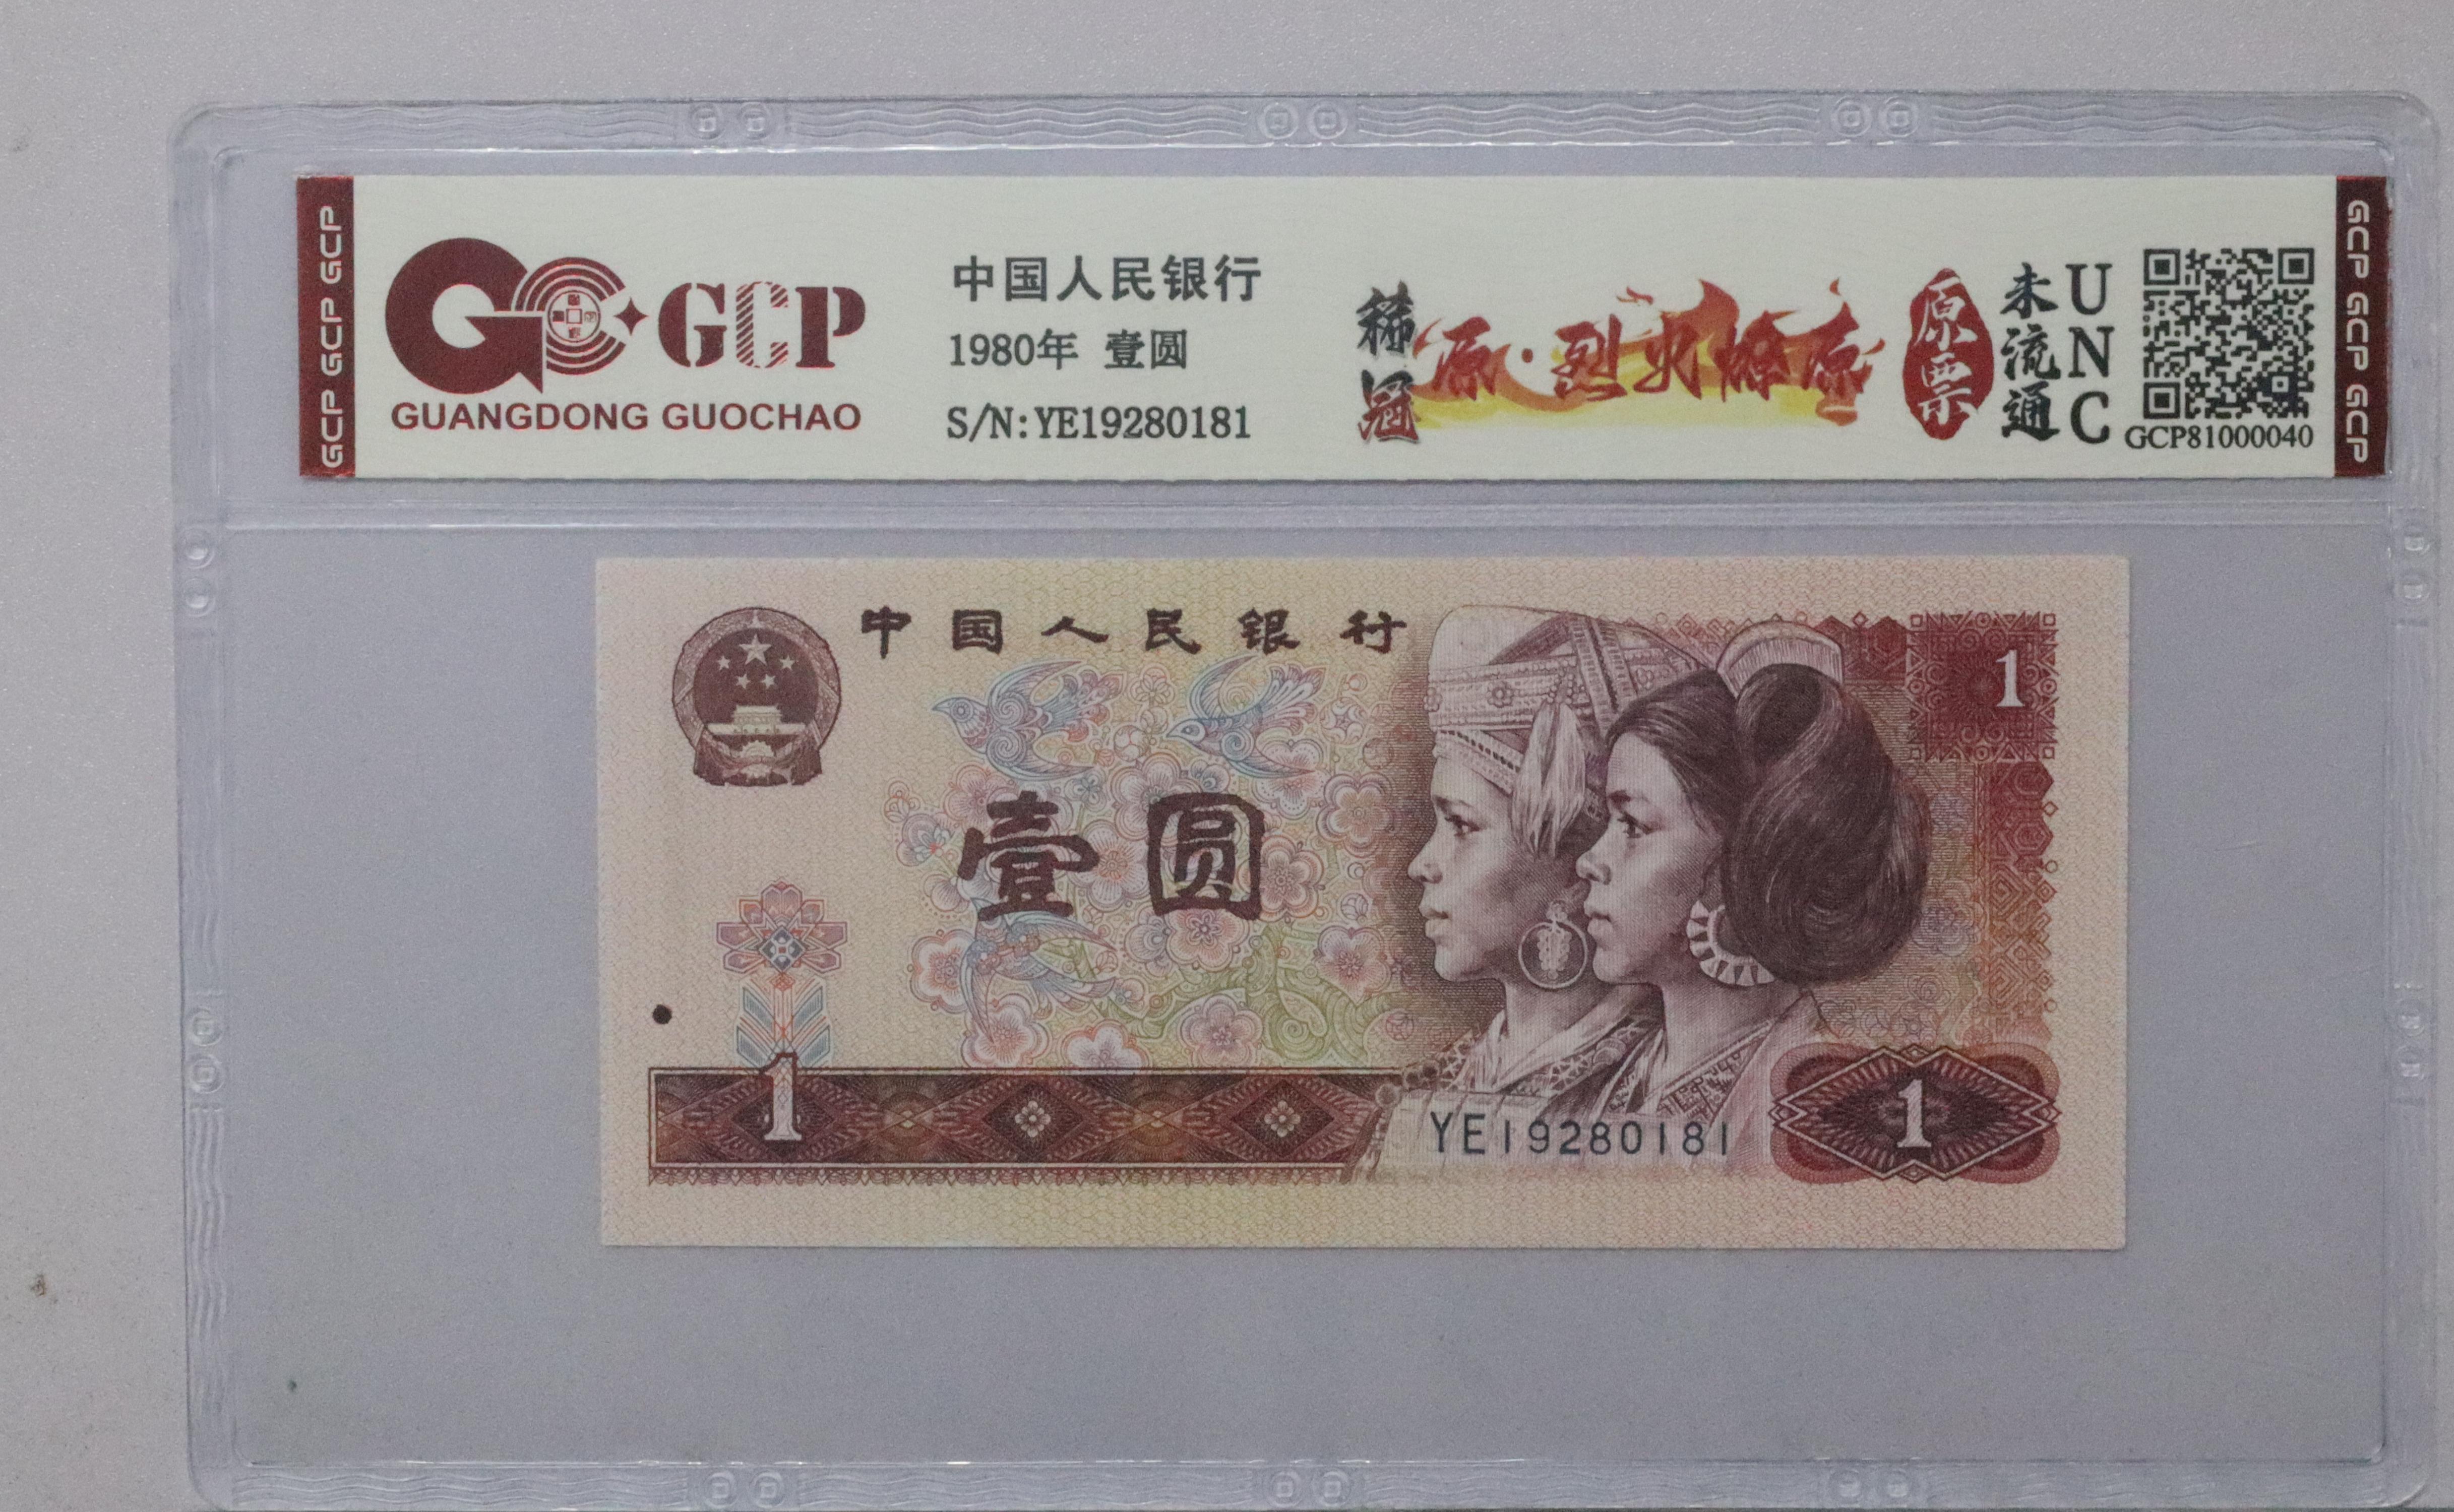 GCP GCP GCP
GCP
GUANGDONG GUOCHAO
中国人民银行
1980年 壹圆
S/N:YE19280181
稀冠
原·烈火燎原
原票
未流通
UNC
GCP81000040
GCP GCP GCP
中国人民银行
1
壹圆
1
YE19280181
1